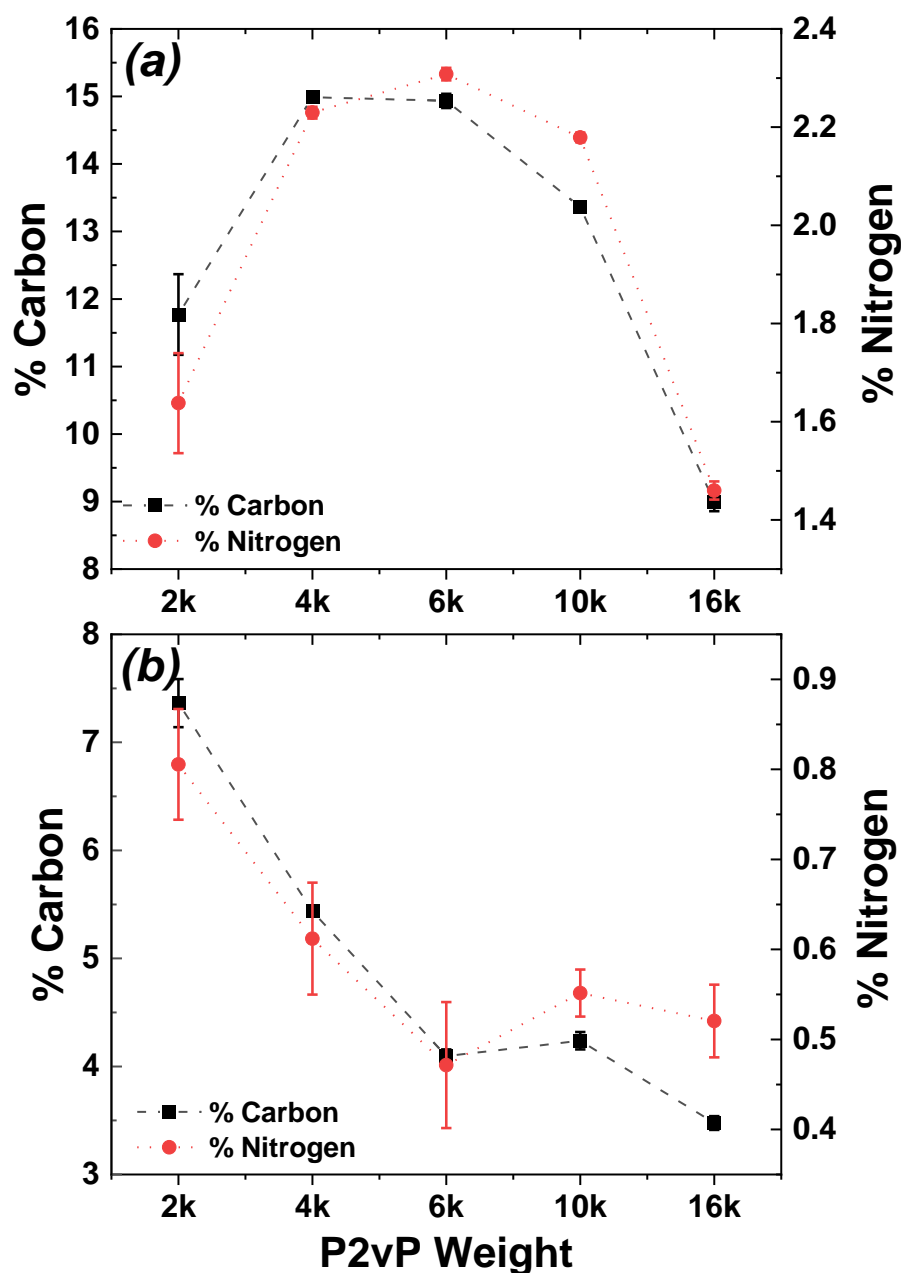 (a)
% Carbon
16
15
14
13
12
11
10
9
8
2.4
2.2
2.0
1.8
1.6
1.4
% Nitrogen
% Carbon
% Nitrogen
2k 4k 6k 10k 16k
(b)
% Carbon
8
7
6
5
4
3
0.9
0.8
0.7
0.6
0.5
0.4
% Nitrogen
% Carbon
% Nitrogen
2k 4k 6k 10k 16k
P2vP Weight